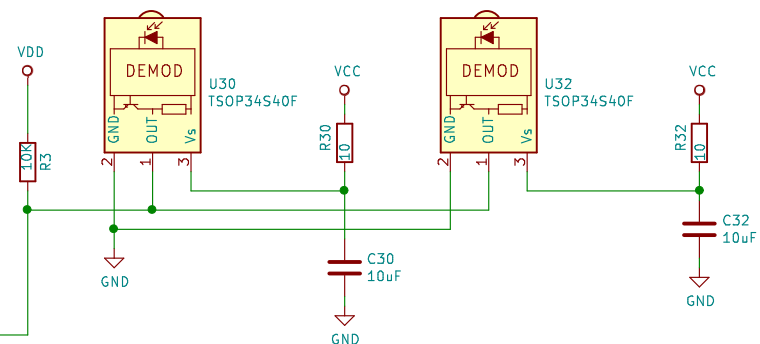 VDD
10K
R3
DEMOD
GND
OUT
Vs
2
1
3
U30
TSOP34S40F
GND
VCC
R30
10
C30
10uF
GND
DEMOD
GND
OUT
Vs
2
1
3
U32
TSOP34S40F
VCC
R32
10
C32
10uF
GND